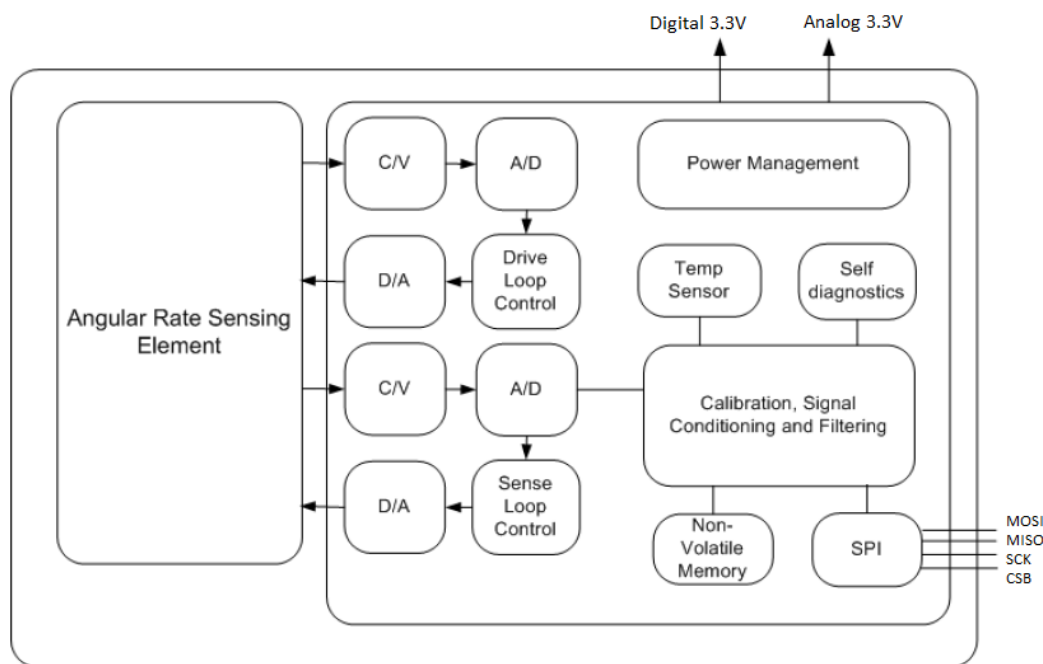 Digital 3.3V
Analog 3.3V
C/V
A/D
Power Management
D/A
Drive
Loop
Control
Temp
Sensor
Self
diagnostics
Angular Rate Sensing
Element
C/V
A/D
Calibration, Signal
Conditioning and Filtering
D/A
Sense
Loop
Control
Non-
Volatile
Memory
SPI
MOSI
MISO
SCK
CSB